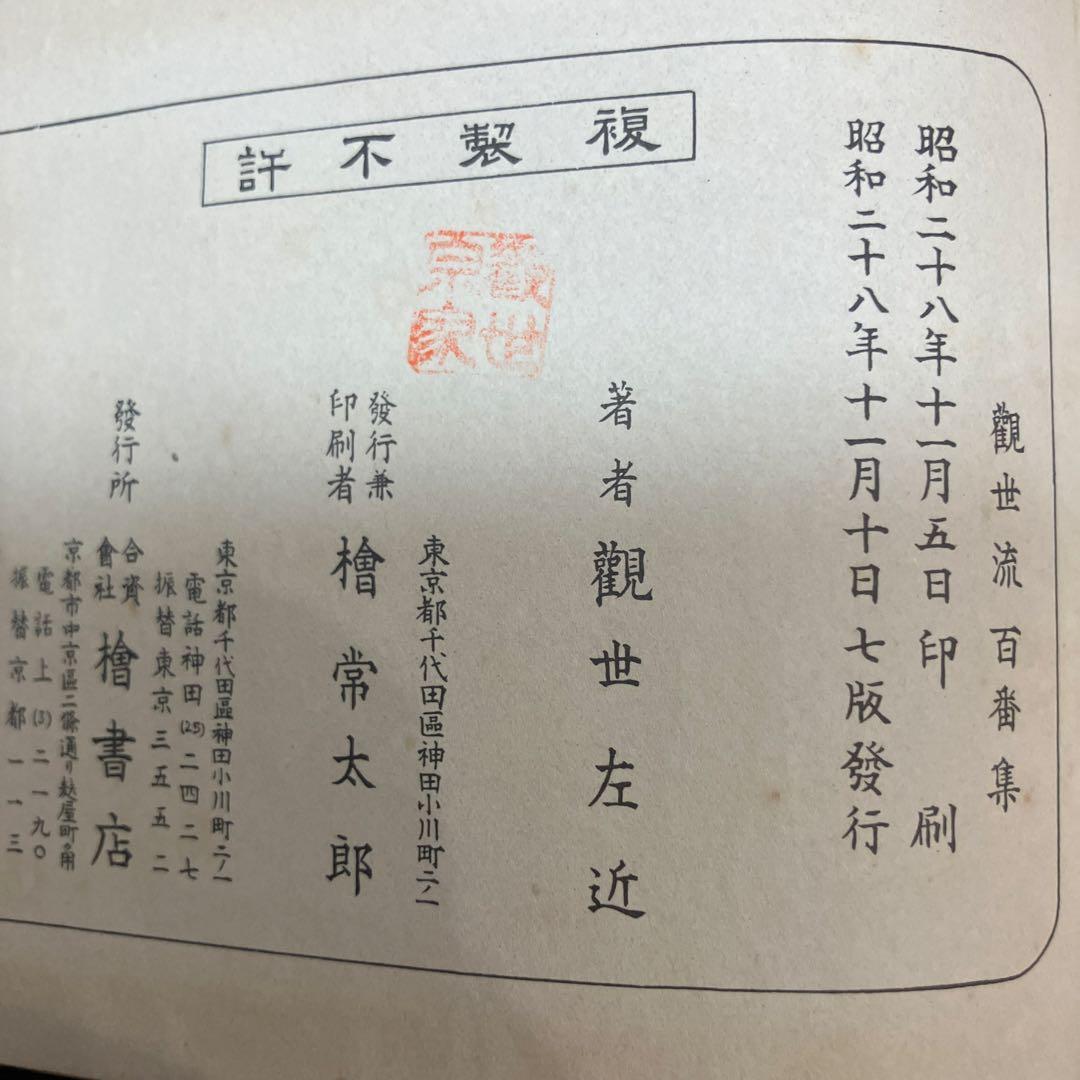 觀世流百番集
昭和二十八年十一月五日印刷
昭和二十八年十一月十日七版發行
複製不許
觀世宗家
著者 觀世左近
東京都千代田區神田小川町二ノ一
發行兼印刷者 檜常太郎
東京都千代田區神田小川町二ノ一
電話神田(25)二四二七
振替東京三五五二
發行所 合資會社 檜書店
京都市中京區二條通り麩屋町角
電話上(3)二一九〇
振替京都一一三